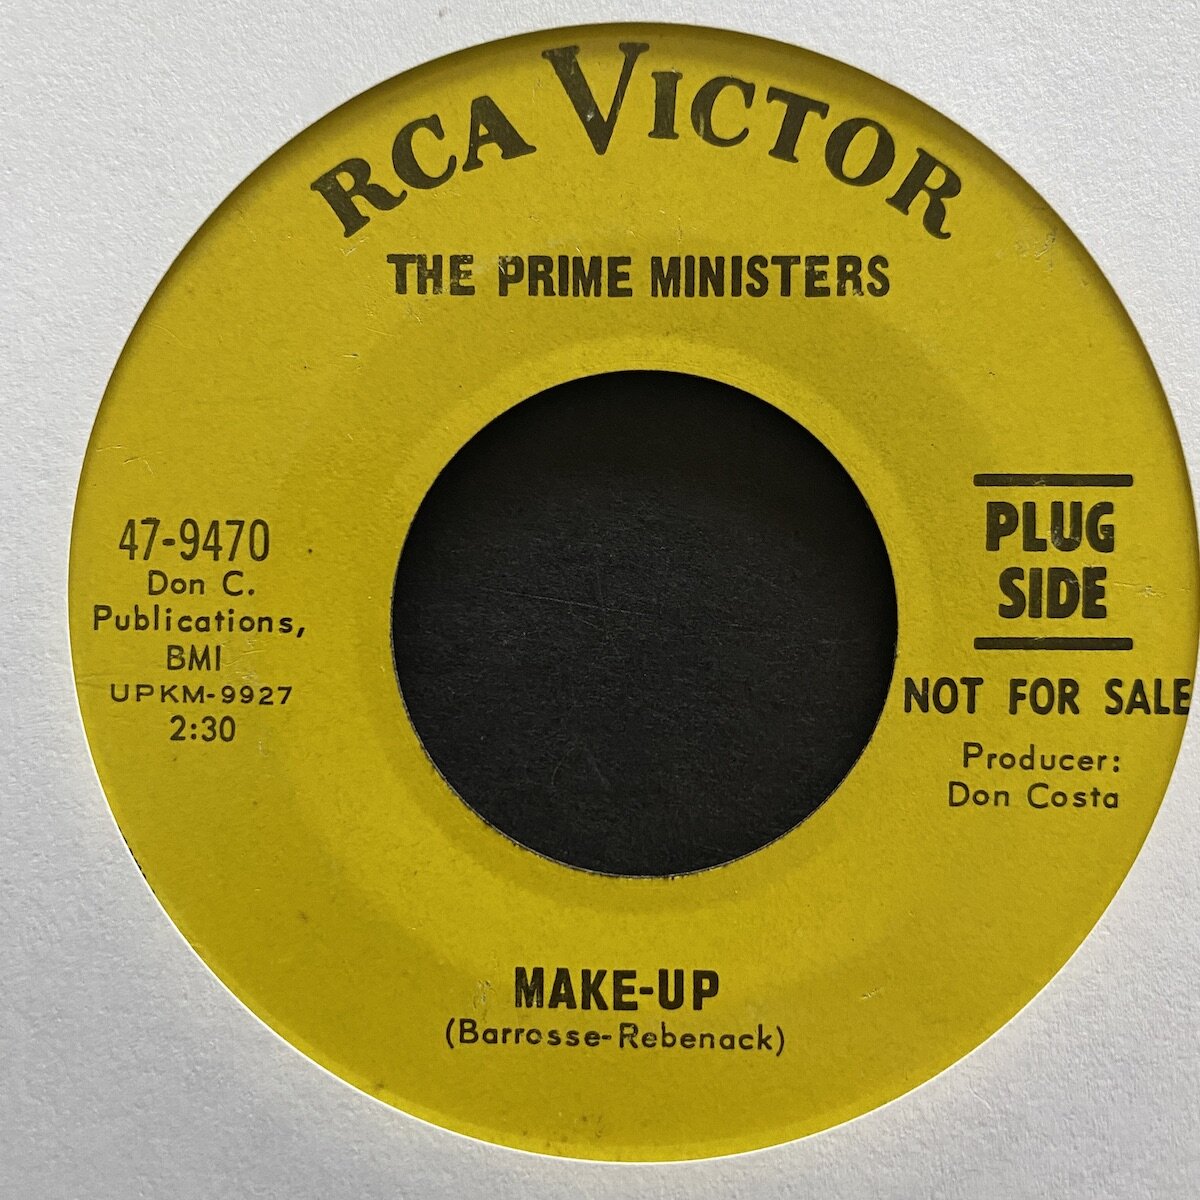 RCA VICTOR
THE PRIME MINISTERS
47-9470
Don C.
Publications,
BMI
UPKM-9927
2:30
PLUG
SIDE
NOT FOR SALE
Producer:
Don Costa
MAKE-UP
(Barrosse-Rebenack)